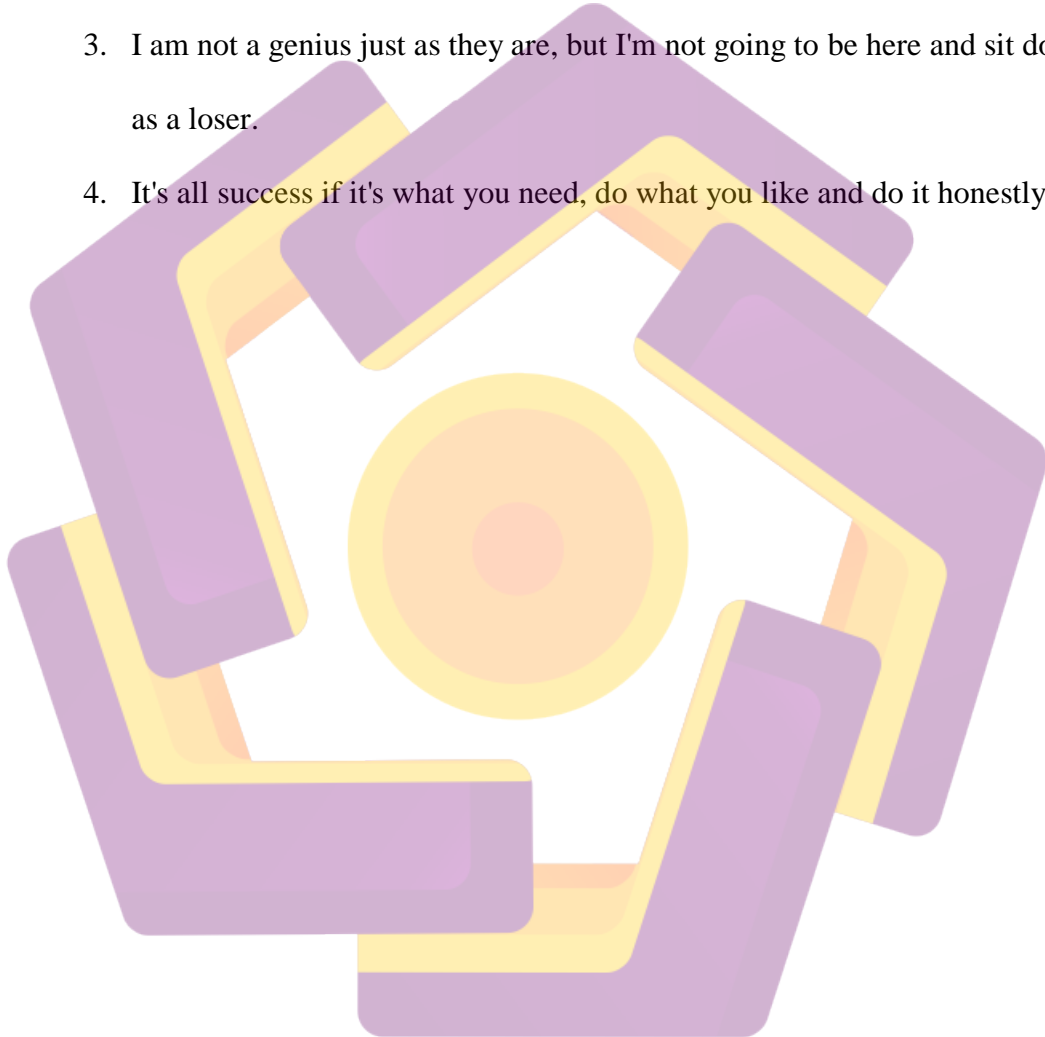 3. I am not a genius just as they are, but I'm not going to be here and sit
as a loser.
4. It's all success if it's what you need, do what you like and do it honestly